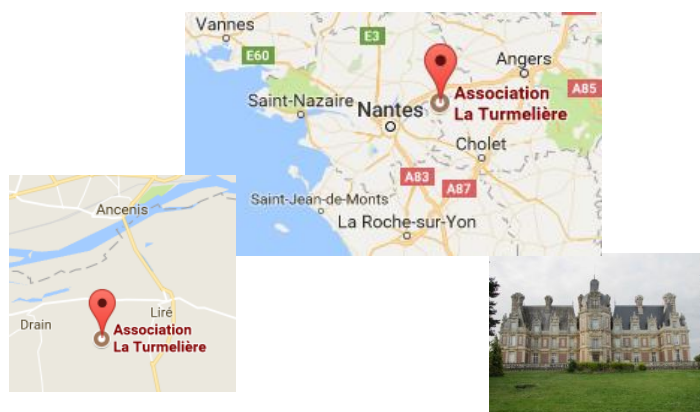 Vannes
E3
E60
Angers
Saint-Nazaire
Nantes
Association
La Turmelière
A85
Cholet
A83
A87
Saint-Jean-de-Monts
La Roche-sur-Yon
Ancenis
Liré
Drain
Association
La Turmelière